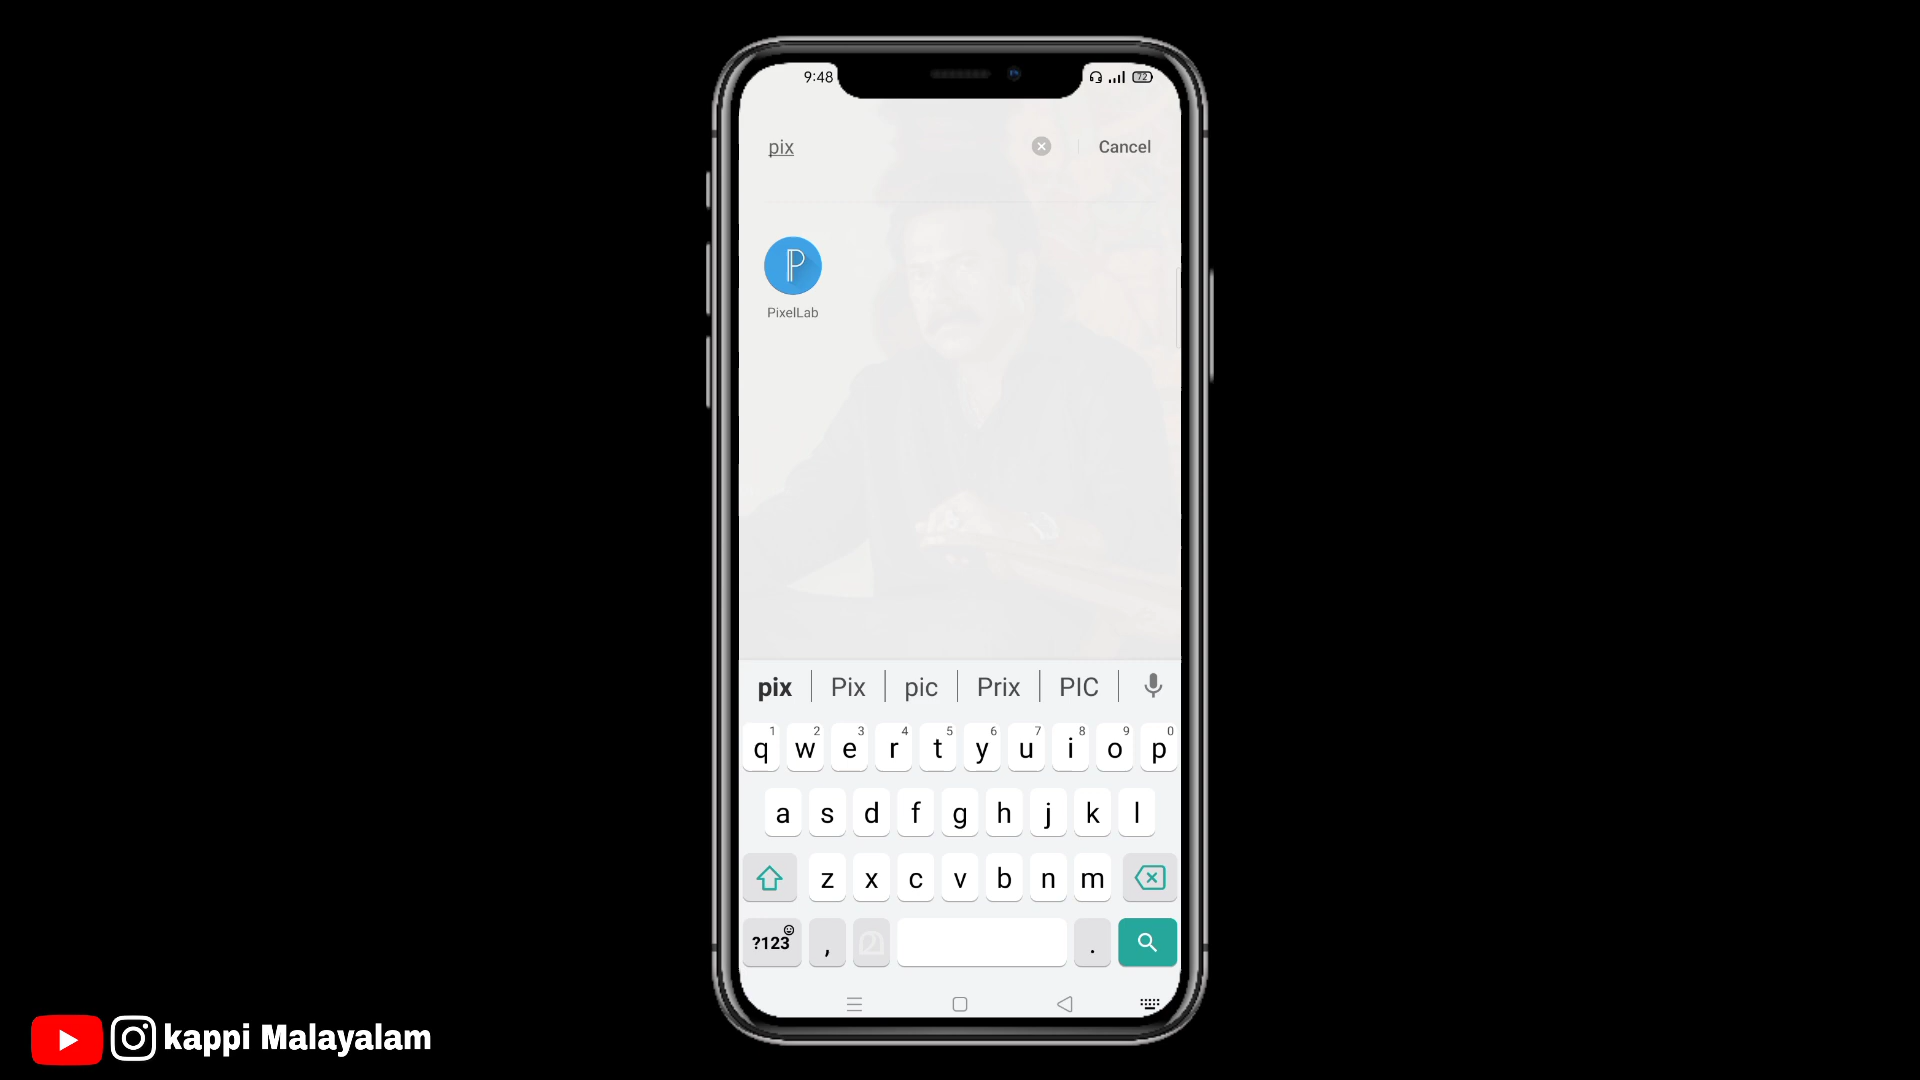 9:48
72
pix
Cancel
P
PixelLab
pix Pix pic Prix PIC
1 2 3 4 5 6 7 8 9 0
q w e r t y u i o p
a s d f g h j k l
z x c v b n m
?123 , മ .
kappi Malayalam